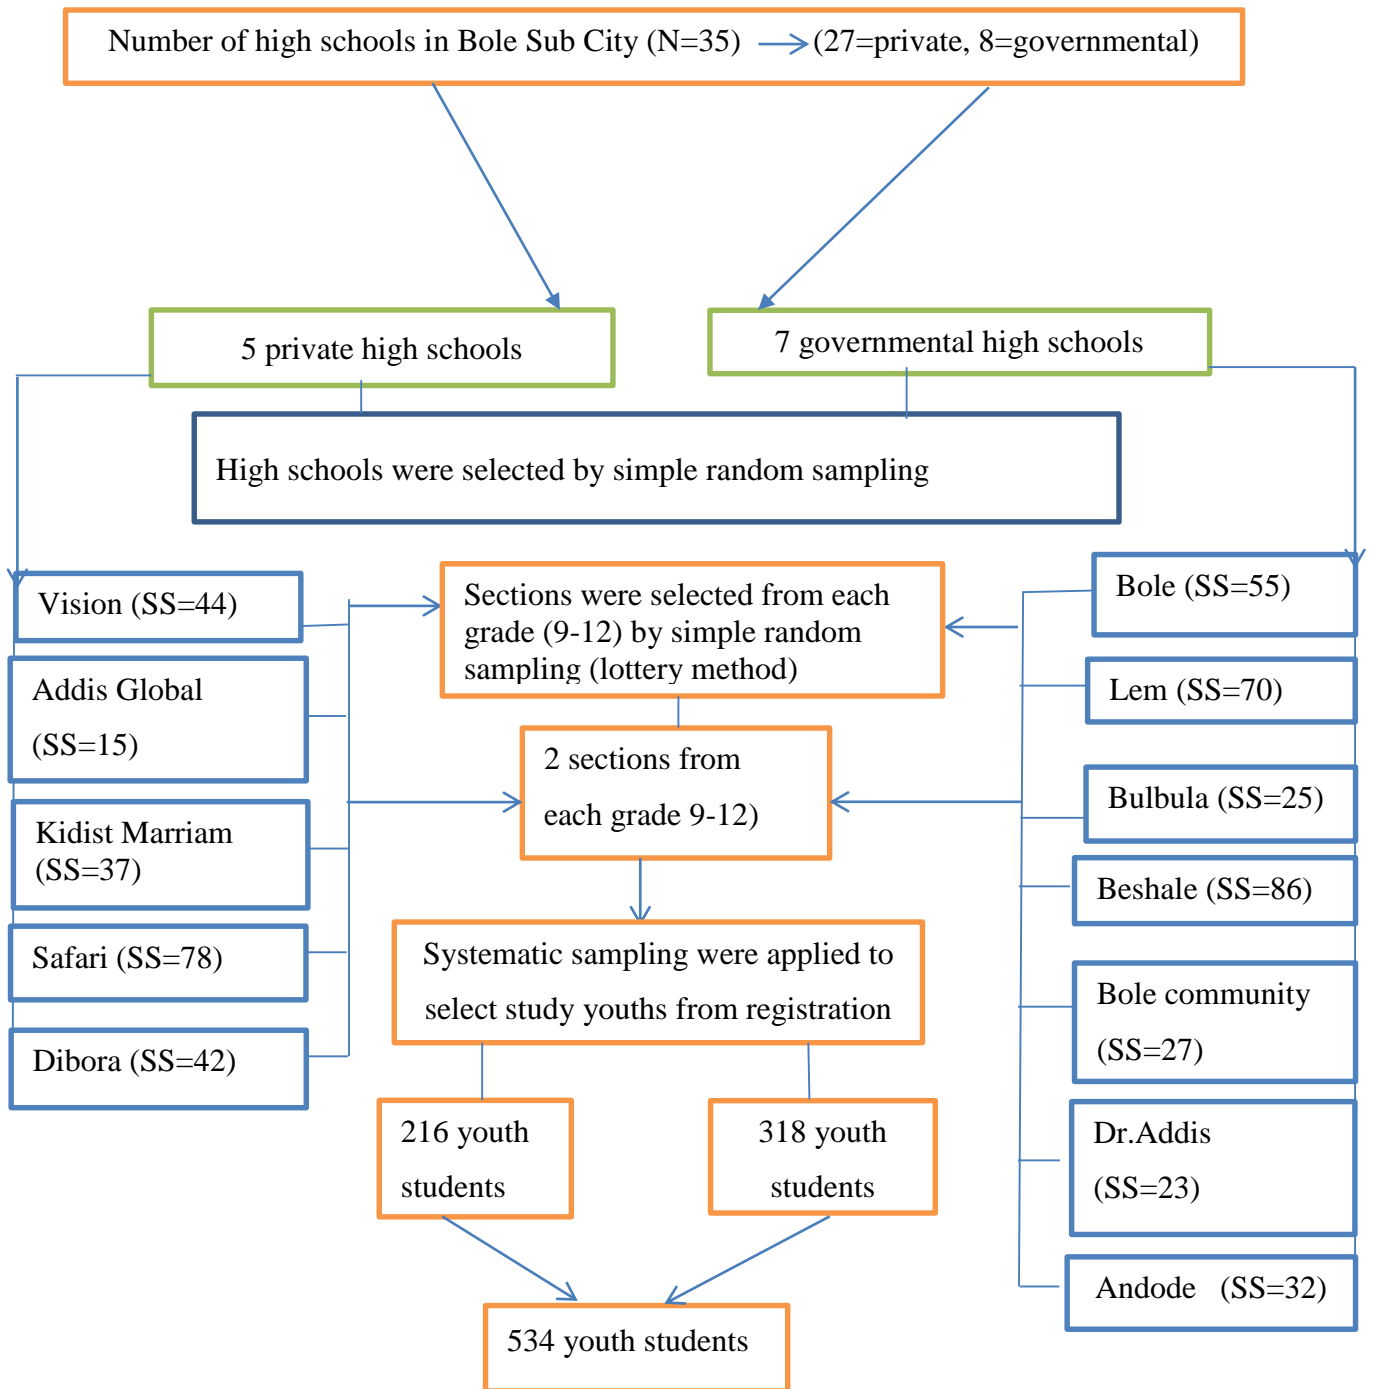 Number of high schools in Bole Sub City (N=35) → (27=private, 8=governmental)
5 private high schools
7 governmental high schools
High schools were selected by simple random sampling
Vision (SS=44)
Addis Global
(SS=15)
Kidist Marriam
(SS=37)
Safari (SS=78)
Dibora (SS=42)
Sections were selected from each
grade (9-12) by simple random
sampling (lottery method)
2 sections from
each grade 9-12)
Systematic sampling were applied to
select study youths from registration
216 youth
students
318 youth
students
534 youth students
Bole (SS=55)
Lem (SS=70)
Bulbula (SS=25)
Beshale (SS=86)
Bole community
(SS=27)
Dr.Addis
(SS=23)
Andode (SS=32)